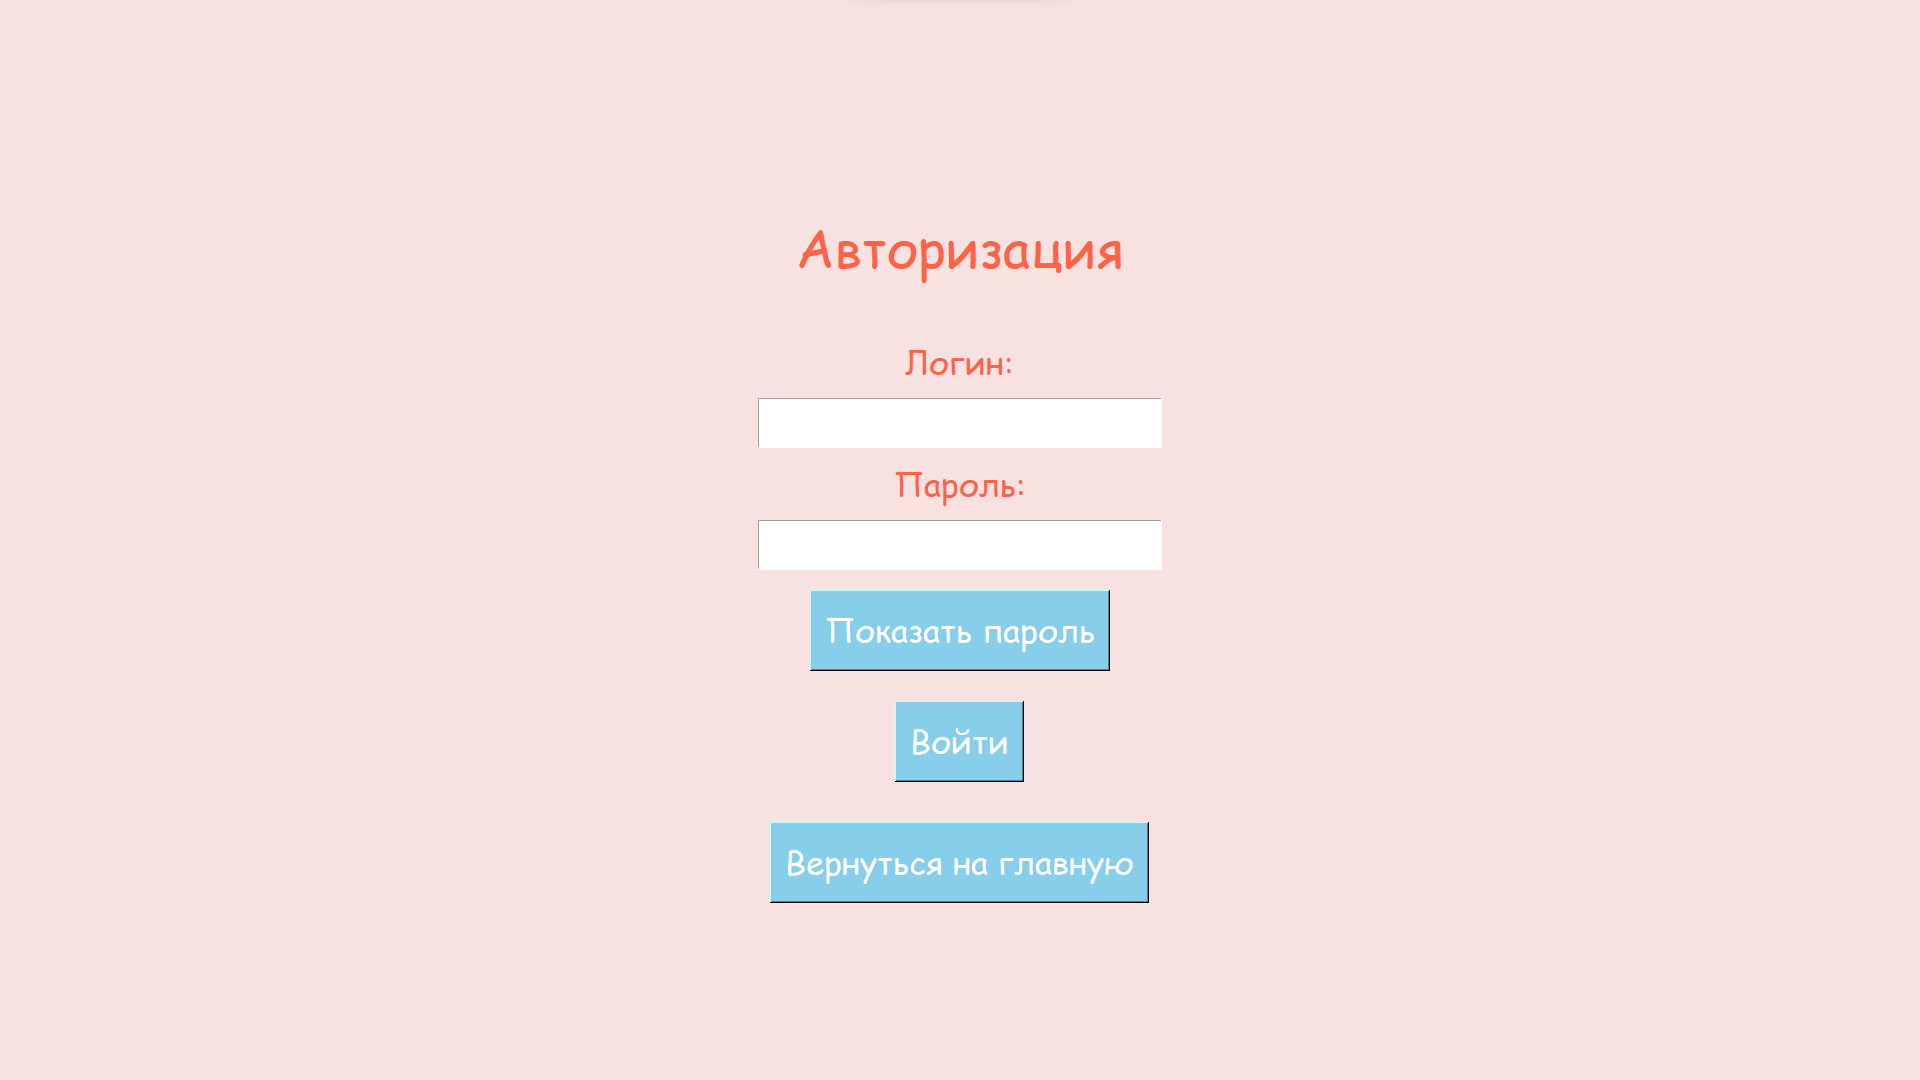 Авторизация
Логин:
Пароль:
Показать пароль
Войти
Вернуться на главную